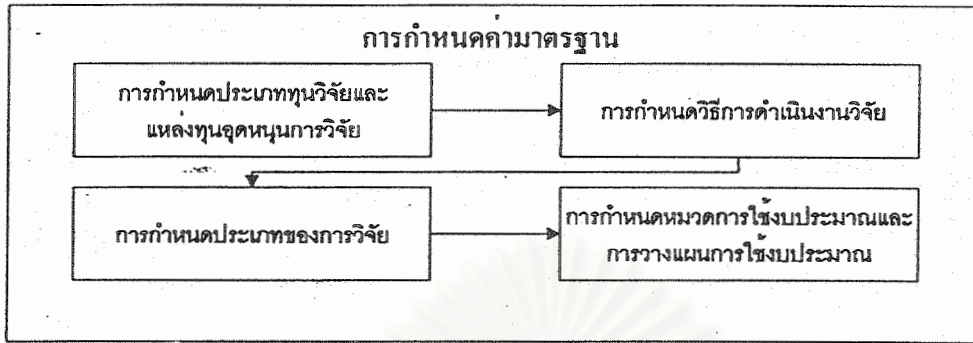 การกำหนดค่ามาตรฐาน
การกำหนดประเภททุนวิจัยและ
แหล่งทุนอุดหนุนการวิจัย
การกำหนดวิธีการดำเนินงานวิจัย
การกำหนดประเภทของการวิจัย
การกำหนดหมวดการใช้งบประมาณและ
การวางแผนการใช้งบประมาณ